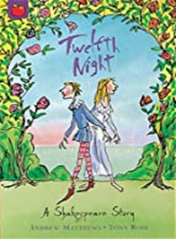 Twelfth
Night
A Shakespeare Story
ANDREW MATTHEWS • TONY ROSS